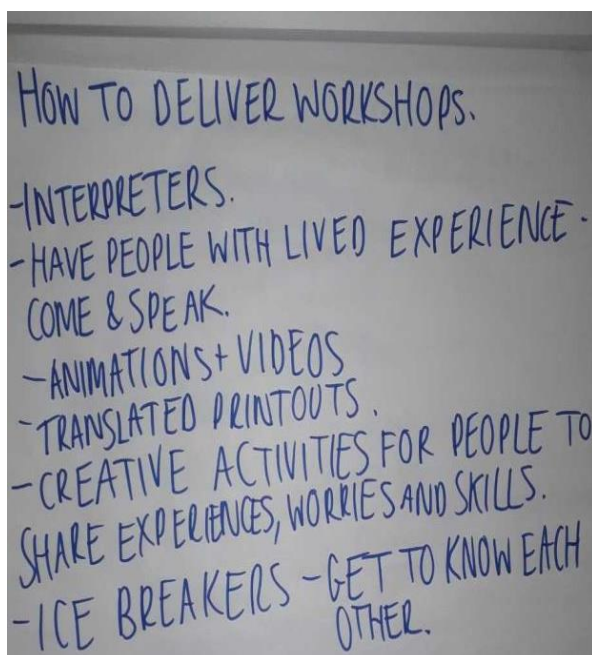 HOW TO DELIVER WORKSHOPS.
-INTERPRETERS.
-HAVE PEOPLE WITH LIVED EXPERIENCE -
COME & SPEAK.
-ANIMATIONS + VIDEOS
-TRANSLATED PRINTOUTS.
-CREATIVE ACTIVITIES FOR PEOPLE TO
SHARE EXPERIENCES, WORRIES AND SKILLS.
-ICE BREAKERS - GET TO KNOW EACH
OTHER.